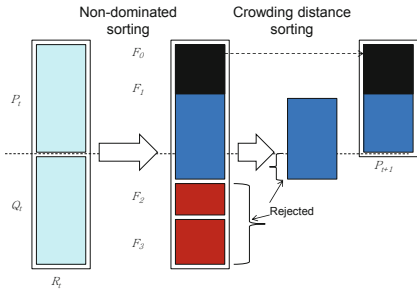 Non-dominated
sorting
Crowding distance
sorting
F₀
F₁
Pₜ
Qₜ
F₂
F₃
Rₜ
Rejected
Pₜ₊₁